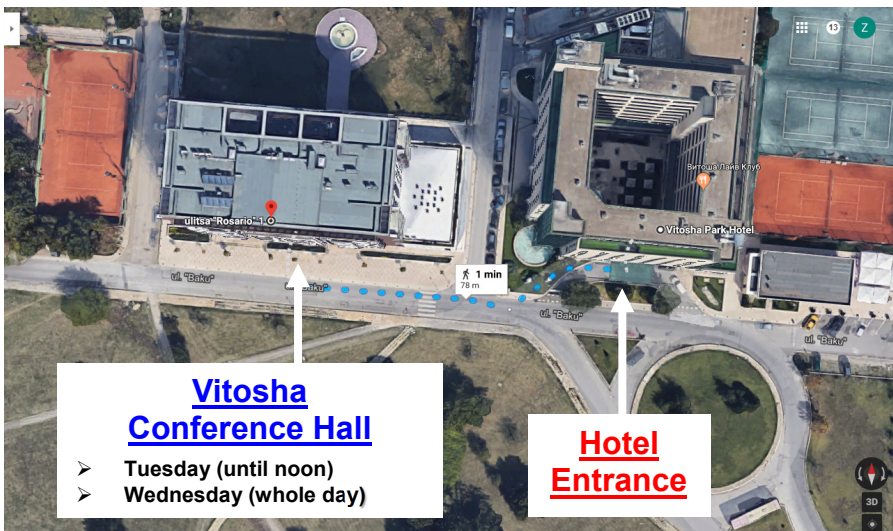 13
Z
Витоша Лайв Клуб
ulitsa "Rosario" 1
Vitosha Park Hotel
1 min
78 m
ul. "Baku"
ul. "Baku"
ul. "Baku"
ul. "Baku"
Vitosha
Conference Hall
Tuesday (until noon)
Wednesday (whole day)
Hotel
Entrance
3D